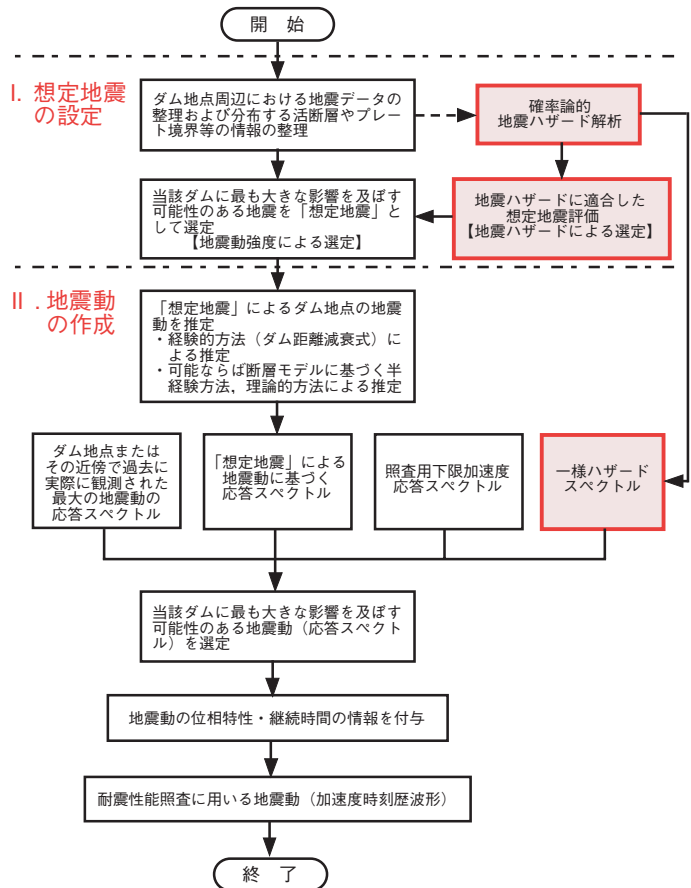 開　始
I. 想定地震
の設定
ダム地点周辺における地震データの
整理および分布する活断層やプレー
ト境界等の情報の整理
確率論的
地震ハザード解析
当該ダムに最も大きな影響を及ぼす
可能性のある地震を「想定地震」と
して選定
【地震動強度による選定】
地震ハザードに適合した
想定地震評価
【地震ハザードによる選定】
II．地震動
の作成
「想定地震」によるダム地点の地震
動を推定
・経験的方法（ダム距離減衰式）に
よる推定
・可能ならば断層モデルに基づく半
経験方法，理論的方法による推定
ダム地点または
その近傍で過去に
実際に観測された
最大の地震動の
応答スペクトル
「想定地震」による
地震動に基づく
応答スペクトル
照査用下限加速度
応答スペクトル
一様ハザード
スペクトル
当該ダムに最も大きな影響を及ぼす
可能性のある地震動（応答スペクト
ル）を選定
地震動の位相特性・継続時間の情報を付与
耐震性能照査に用いる地震動（加速度時刻歴波形）
終　了